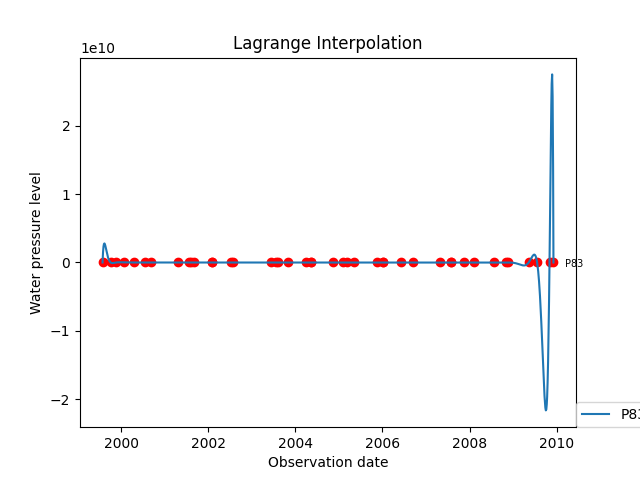 Lagrange Interpolation
1e10
2
1
0
−1
−2
Water pressure level
P83
2000 2002 2004 2006 2008 2010
Observation date